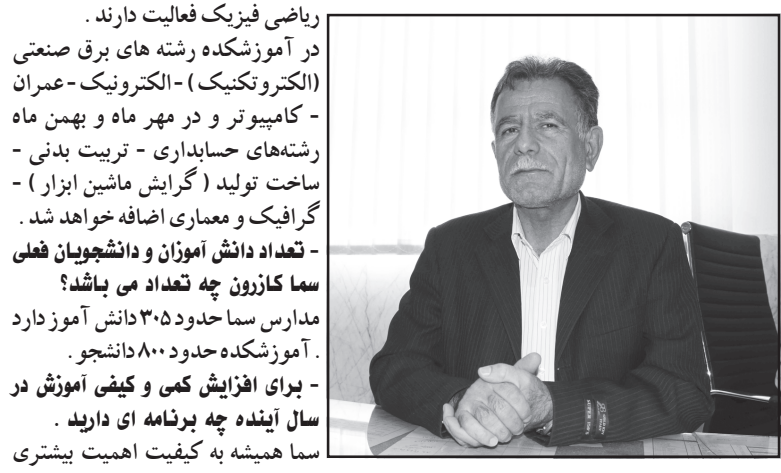 ریاضی فیزیک فعالیت دارند .
در آموزشکده رشته های برق صنعتی
(الکتروتکنیک) - الکترونیک - عمران
- کامپیوتر و در مهر ماه و بهمن ماه
رشته‌های حسابداری - تربیت بدنی -
ساخت تولید ( گرایش ماشین ابزار ) -
گرافیک و معماری اضافه خواهد شد .
- تعداد دانش آموزان و دانشجویان فعلی
سما کازرون چه تعداد می باشد؟
مدارس سما حدود ۳۰۵ دانش آموز دارد
. آموزشکده حدود ۸۰۰ دانشجو .
- برای افزایش کمی و کیفی آموزش در
سال آینده چه برنامه ای دارید .
سما همیشه به کیفیت اهمیت بیشتری